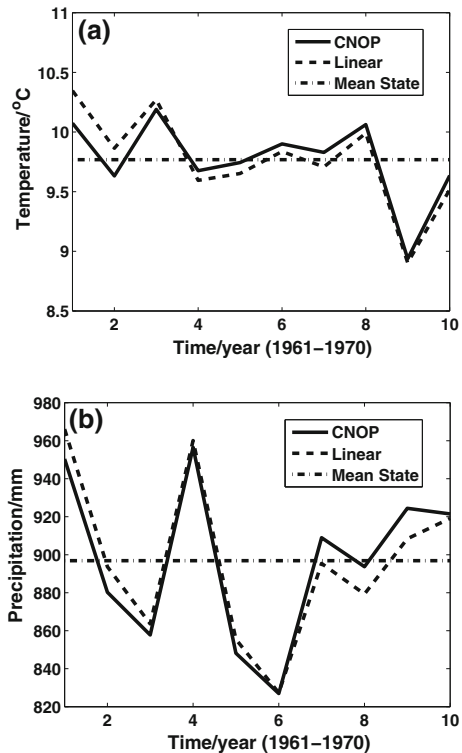 (a)
CNOP
Linear
Mean State
Temperature/°C
11
10.5
10
9.5
9
8.5
2
4
6
8
10
Time/year (1961–1970)
(b)
CNOP
Linear
Mean State
Precipitation/mm
980
960
940
920
900
880
860
840
820
2
4
6
8
10
Time/year (1961–1970)